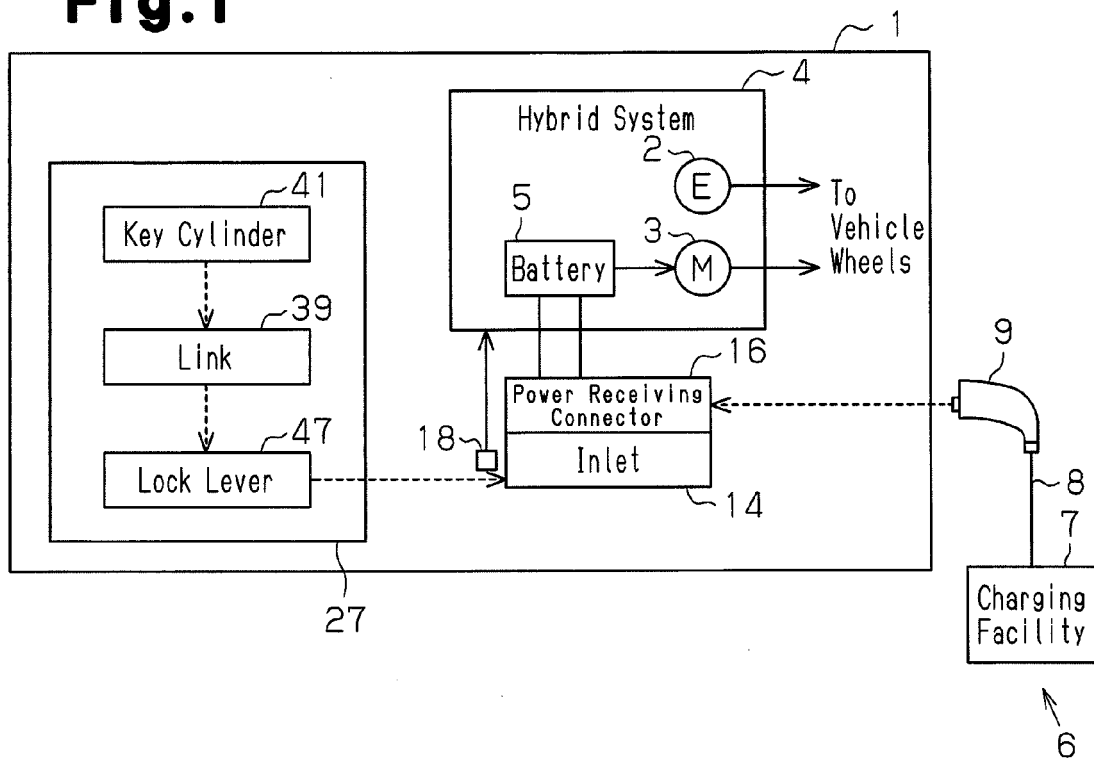 Fig.1
1
4
Hybrid System
2
E
To
Vehicle
Wheels
41
Key Cylinder
5
Battery
3
M
39
Link
16
Power Receiving
Connector
9
47
Lock Lever
18
Inlet
14
8
7
Charging
Facility
27
6